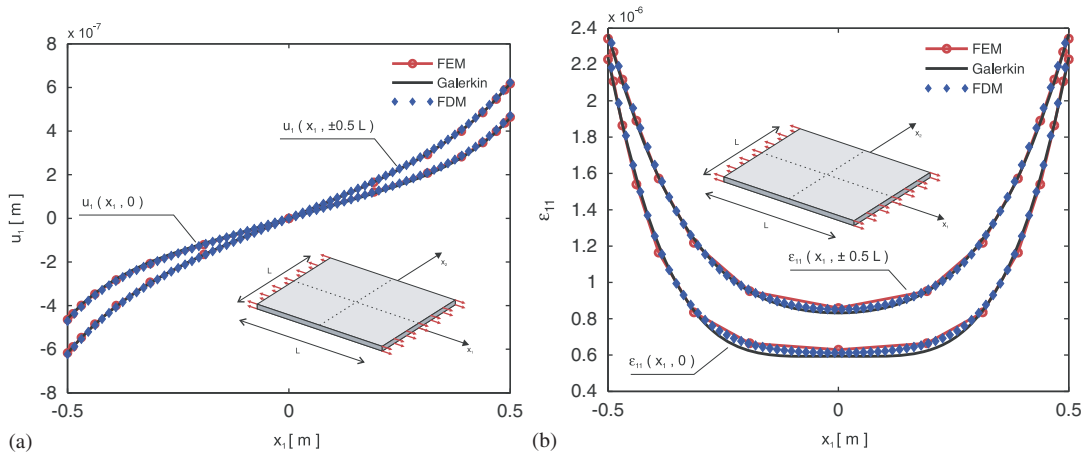 x 10⁻⁷
8
6
4
2
0
-2
-4
-6
-8
u₁ [ m ]
FEM
Galerkin
FDM
u₁ ( x₁ , ±0.5 L )
u₁ ( x₁ , 0 )
L
L
x₂
x₁
-0.5
0
0.5
x₁ [ m ]
(a)
x 10⁻⁶
2.4
2.2
2
1.8
1.6
1.4
1.2
1
0.8
0.6
0.4
ε₁₁
FEM
Galerkin
FDM
L
L
x₂
x₁
ε₁₁ ( x₁ , ± 0.5 L )
ε₁₁ ( x₁ , 0 )
-0.5
0
0.5
x₁ [ m ]
(b)